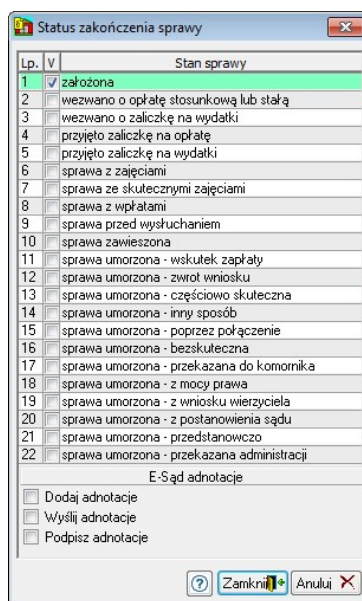 Status zakończenia sprawy
Lp. V Stan sprawy
1 założona
2 wezwano o opłatę stosunkową lub stałą
3 wezwano o zaliczkę na wydatki
4 przyjęto zaliczkę na opłatę
5 przyjęto zaliczkę na wydatki
6 sprawa z zajęciami
7 sprawa ze skutecznymi zajęciami
8 sprawa z wpłatami
9 sprawa przed wysłuchaniem
10 sprawa zawieszona
11 sprawa umorzona - wskutek zapłaty
12 sprawa umorzona - zwrot wniosku
13 sprawa umorzona - częściowo skuteczna
14 sprawa umorzona - inny sposób
15 sprawa umorzona - poprzez połączenie
16 sprawa umorzona - bezskuteczna
17 sprawa umorzona - przekazana do komornika
18 sprawa umorzona - z mocy prawa
19 sprawa umorzona - z wniosku wierzyciela
20 sprawa umorzona - z postanowienia sądu
21 sprawa umorzona - przedstanowczo
22 sprawa umorzona - przekazana administracji
E-Sąd adnotacje
Dodaj adnotacje
Wyślij adnotacje
Podpisz adnotacje
? Zamknij Anuluj